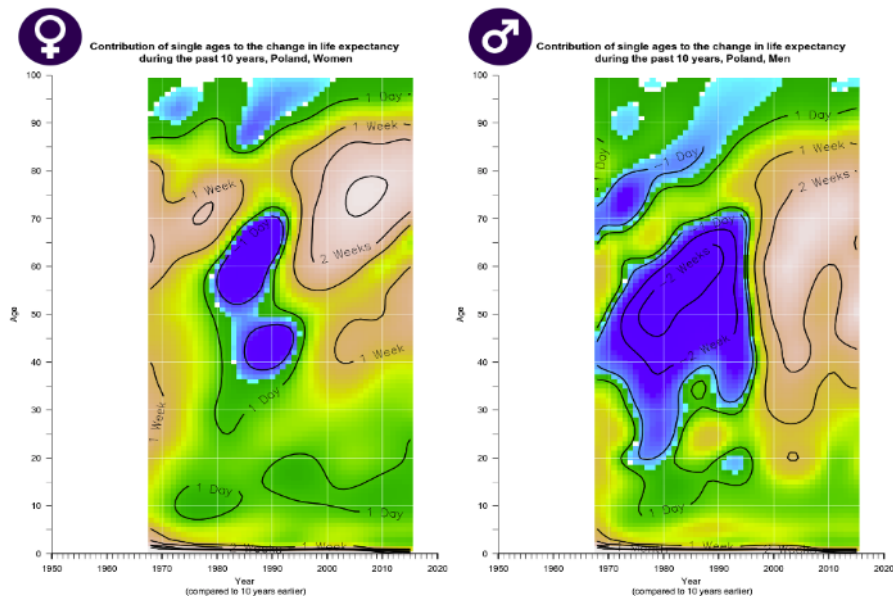 Contribution of single ages to the change in life expectancy
during the past 10 years, Poland, Women
100
90
80
70
60
50
40
30
20
10
0
Age
1 Day
1 Week
1 Week
1 Day
2 Weeks
1 Week
1 Week
1 Day
1 Day
1 Day
1 Week
1950 1960 1970 1980 1990 2000 2010 2020
Year
(compared to 10 years earlier)
Contribution of single ages to the change in life expectancy
during the past 10 years, Poland, Men
100
90
80
70
60
50
40
30
20
10
0
Age
1 Day
1 Day
-1 Day
1 Week
2 Weeks
1 Day
Weeks
2 Week
1 Day
1950 1960 1970 1980 1990 2000 2010 2020
Year
(compared to 10 years earlier)